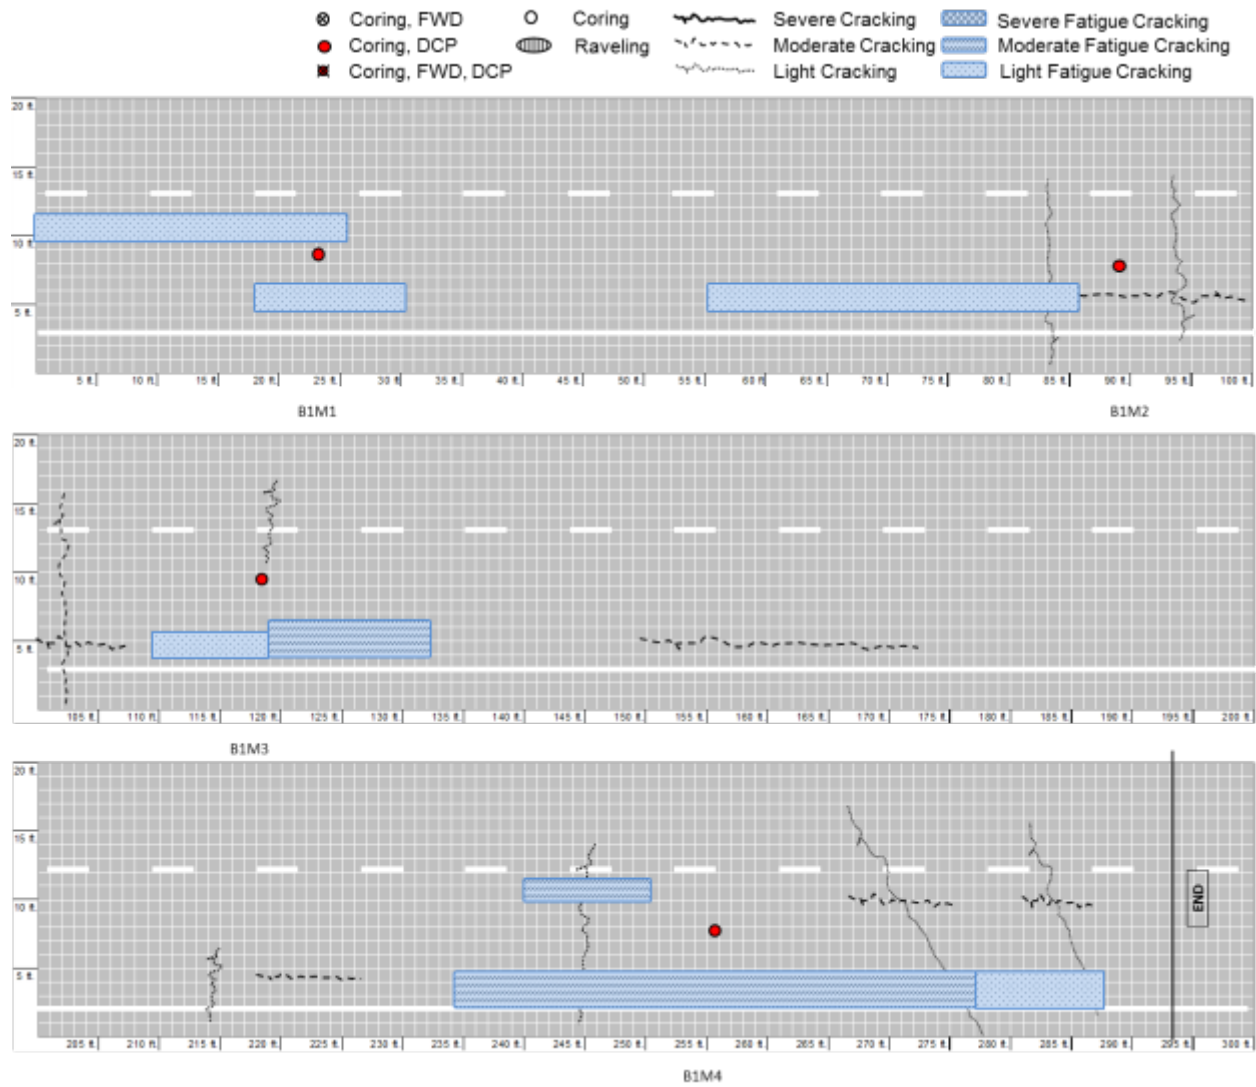 Coring, FWD Coring Severe Cracking Severe Fatigue Cracking
Coring, DCP Raveling Moderate Cracking Moderate Fatigue Cracking
Coring, FWD, DCP Light Cracking Light Fatigue Cracking
20 ft.
15 ft.
10 ft.
5 ft.
5 ft. 10 ft. 15 ft. 20 ft. 25 ft. 30 ft. 35 ft. 40 ft. 45 ft. 50 ft. 55 ft. 60 ft. 65 ft. 70 ft. 75 ft. 80 ft. 85 ft. 90 ft. 95 ft. 100 ft.
B1M1 B1M2
20 ft.
15 ft.
10 ft.
5 ft.
105 ft. 110 ft. 115 ft. 120 ft. 125 ft. 130 ft. 135 ft. 140 ft. 145 ft. 150 ft. 155 ft. 160 ft. 165 ft. 170 ft. 175 ft. 180 ft. 185 ft. 190 ft. 195 ft. 200 ft.
B1M3
20 ft.
15 ft.
10 ft.
END
5 ft.
205 ft. 210 ft. 215 ft. 220 ft. 225 ft. 230 ft. 235 ft. 240 ft. 245 ft. 250 ft. 255 ft. 260 ft. 265 ft. 270 ft. 275 ft. 280 ft. 285 ft. 290 ft. 295 ft. 300 ft.
B1M4